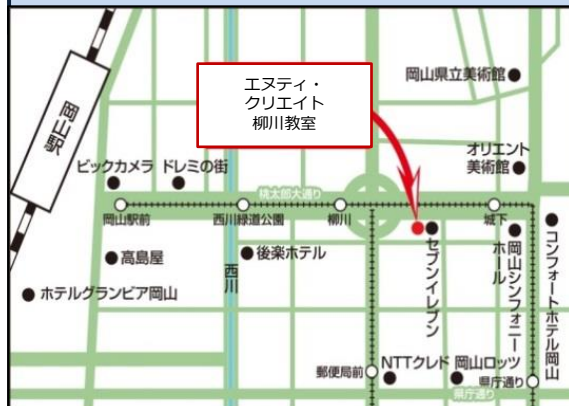 エヌティ・
クリエイト
柳川教室
岡山県立美術館
岡山駅
オリエント
美術館
ビックカメラ
ドレミの街
桃太郎大通り
岡山駅前
西川緑道公園
柳川
城下
高島屋
後楽ホテル
西川
セブンイレブン
岡山シンフォニー
ホール
コンフォートホテル岡山
ホテルグランビア岡山
郵便局前
NTTクレド
岡山ロッツ
県庁通り
県庁通り